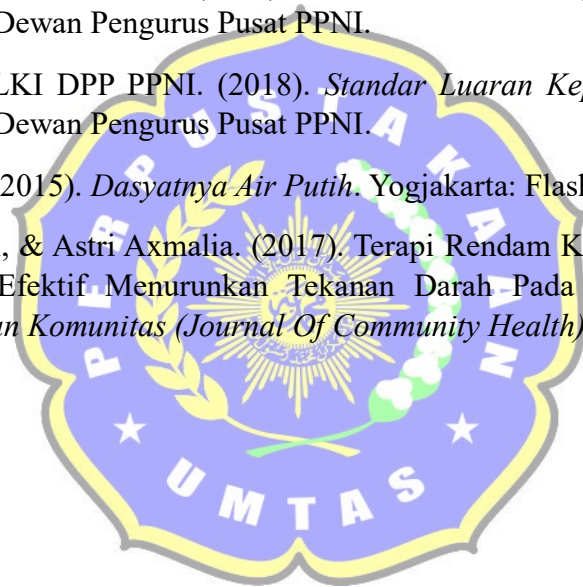 Dewan Pengurus Pusat PPNI.
LKI DPP PPNI. (2018). Standar Luaran Kep
Dewan Pengurus Pusat PPNI.
2015). Dasyatnya Air Putih. Yogjakarta: Flash
, & Astri Axmalia. (2017). Terapi Rendam K
Efektif Menurunkan Tekanan Darah Pada
an Komunitas (Journal Of Community Health)
PERPUSTAKAAN
UMTAS